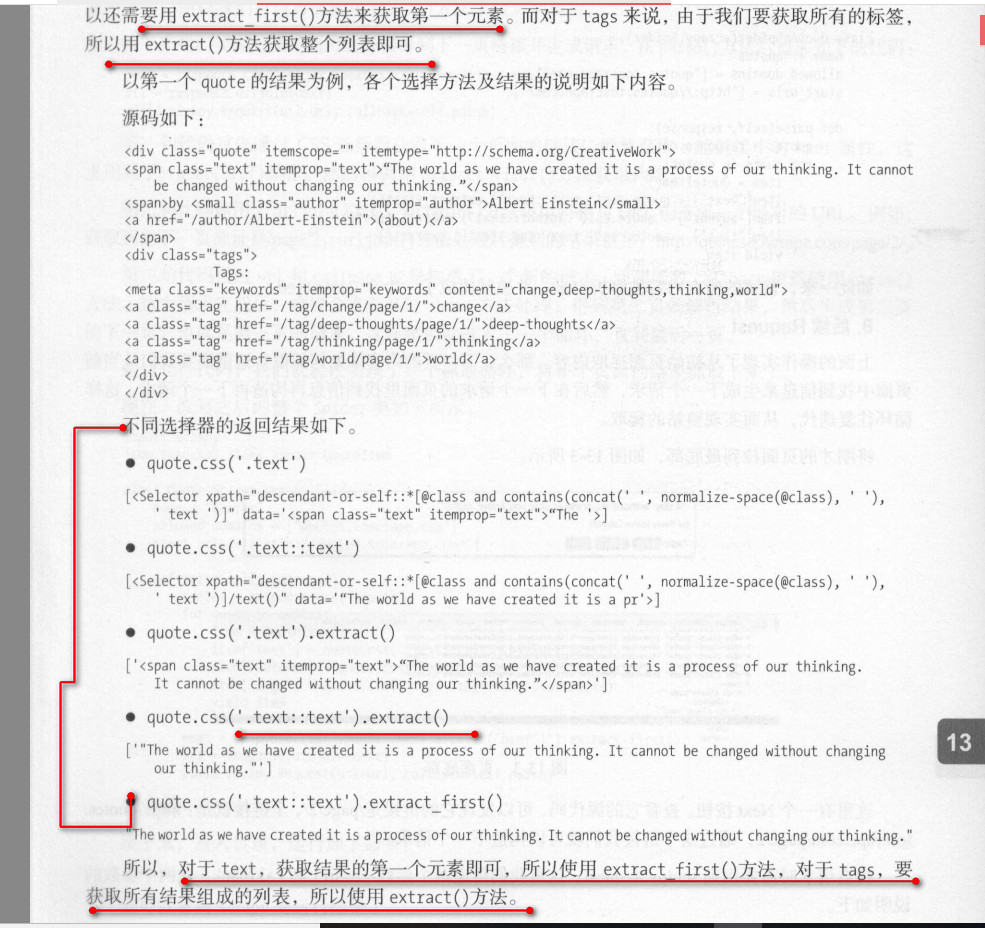 以还需要用 extract_first()方法来获取第一个元素。而对于 tags 来说，由于我们要获取所有的标签，
所以用 extract()方法获取整个列表即可。
以第一个 quote 的结果为例，各个选择方法及结果的说明如下内容。
源码如下：
<div class="quote" itemscope="" itemtype="http://schema.org/CreativeWork">
<span class="text" itemprop="text">“The world as we have created it is a process of our thinking. It cannot
be changed without changing our thinking.”</span>
<span>by <small class="author" itemprop="author">Albert Einstein</small>
<a href="/author/Albert-Einstein">(about)</a>
</span>
<div class="tags">
Tags:
<meta class="keywords" itemprop="keywords" content="change,deep-thoughts,thinking,world">
<a class="tag" href="/tag/change/page/1/">change</a>
<a class="tag" href="/tag/deep-thoughts/page/1/">deep-thoughts</a>
<a class="tag" href="/tag/thinking/page/1/">thinking</a>
<a class="tag" href="/tag/world/page/1/">world</a>
</div>
</div>
不同选择器的返回结果如下。
● quote.css('.text')
[<Selector xpath="descendant-or-self::*[@class and contains(concat(' ', normalize-space(@class), ' '),
' text ')]" data='<span class="text" itemprop="text">“The '>]
● quote.css('.text::text')
[<Selector xpath="descendant-or-self::*[@class and contains(concat(' ', normalize-space(@class), ' '),
' text ')]/text()" data='“The world as we have created it is a pr'>]
● quote.css('.text').extract()
['<span class="text" itemprop="text">“The world as we have created it is a process of our thinking.
It cannot be changed without changing our thinking.”</span>']
● quote.css('.text::text').extract()
['"The world as we have created it is a process of our thinking. It cannot be changed without changing
our thinking."']
● quote.css('.text::text').extract_first()
"The world as we have created it is a process of our thinking. It cannot be changed without changing our thinking."
所以，对于 text，获取结果的第一个元素即可，所以使用 extract_first()方法，对于 tags，要
获取所有结果组成的列表，所以使用 extract()方法。
13